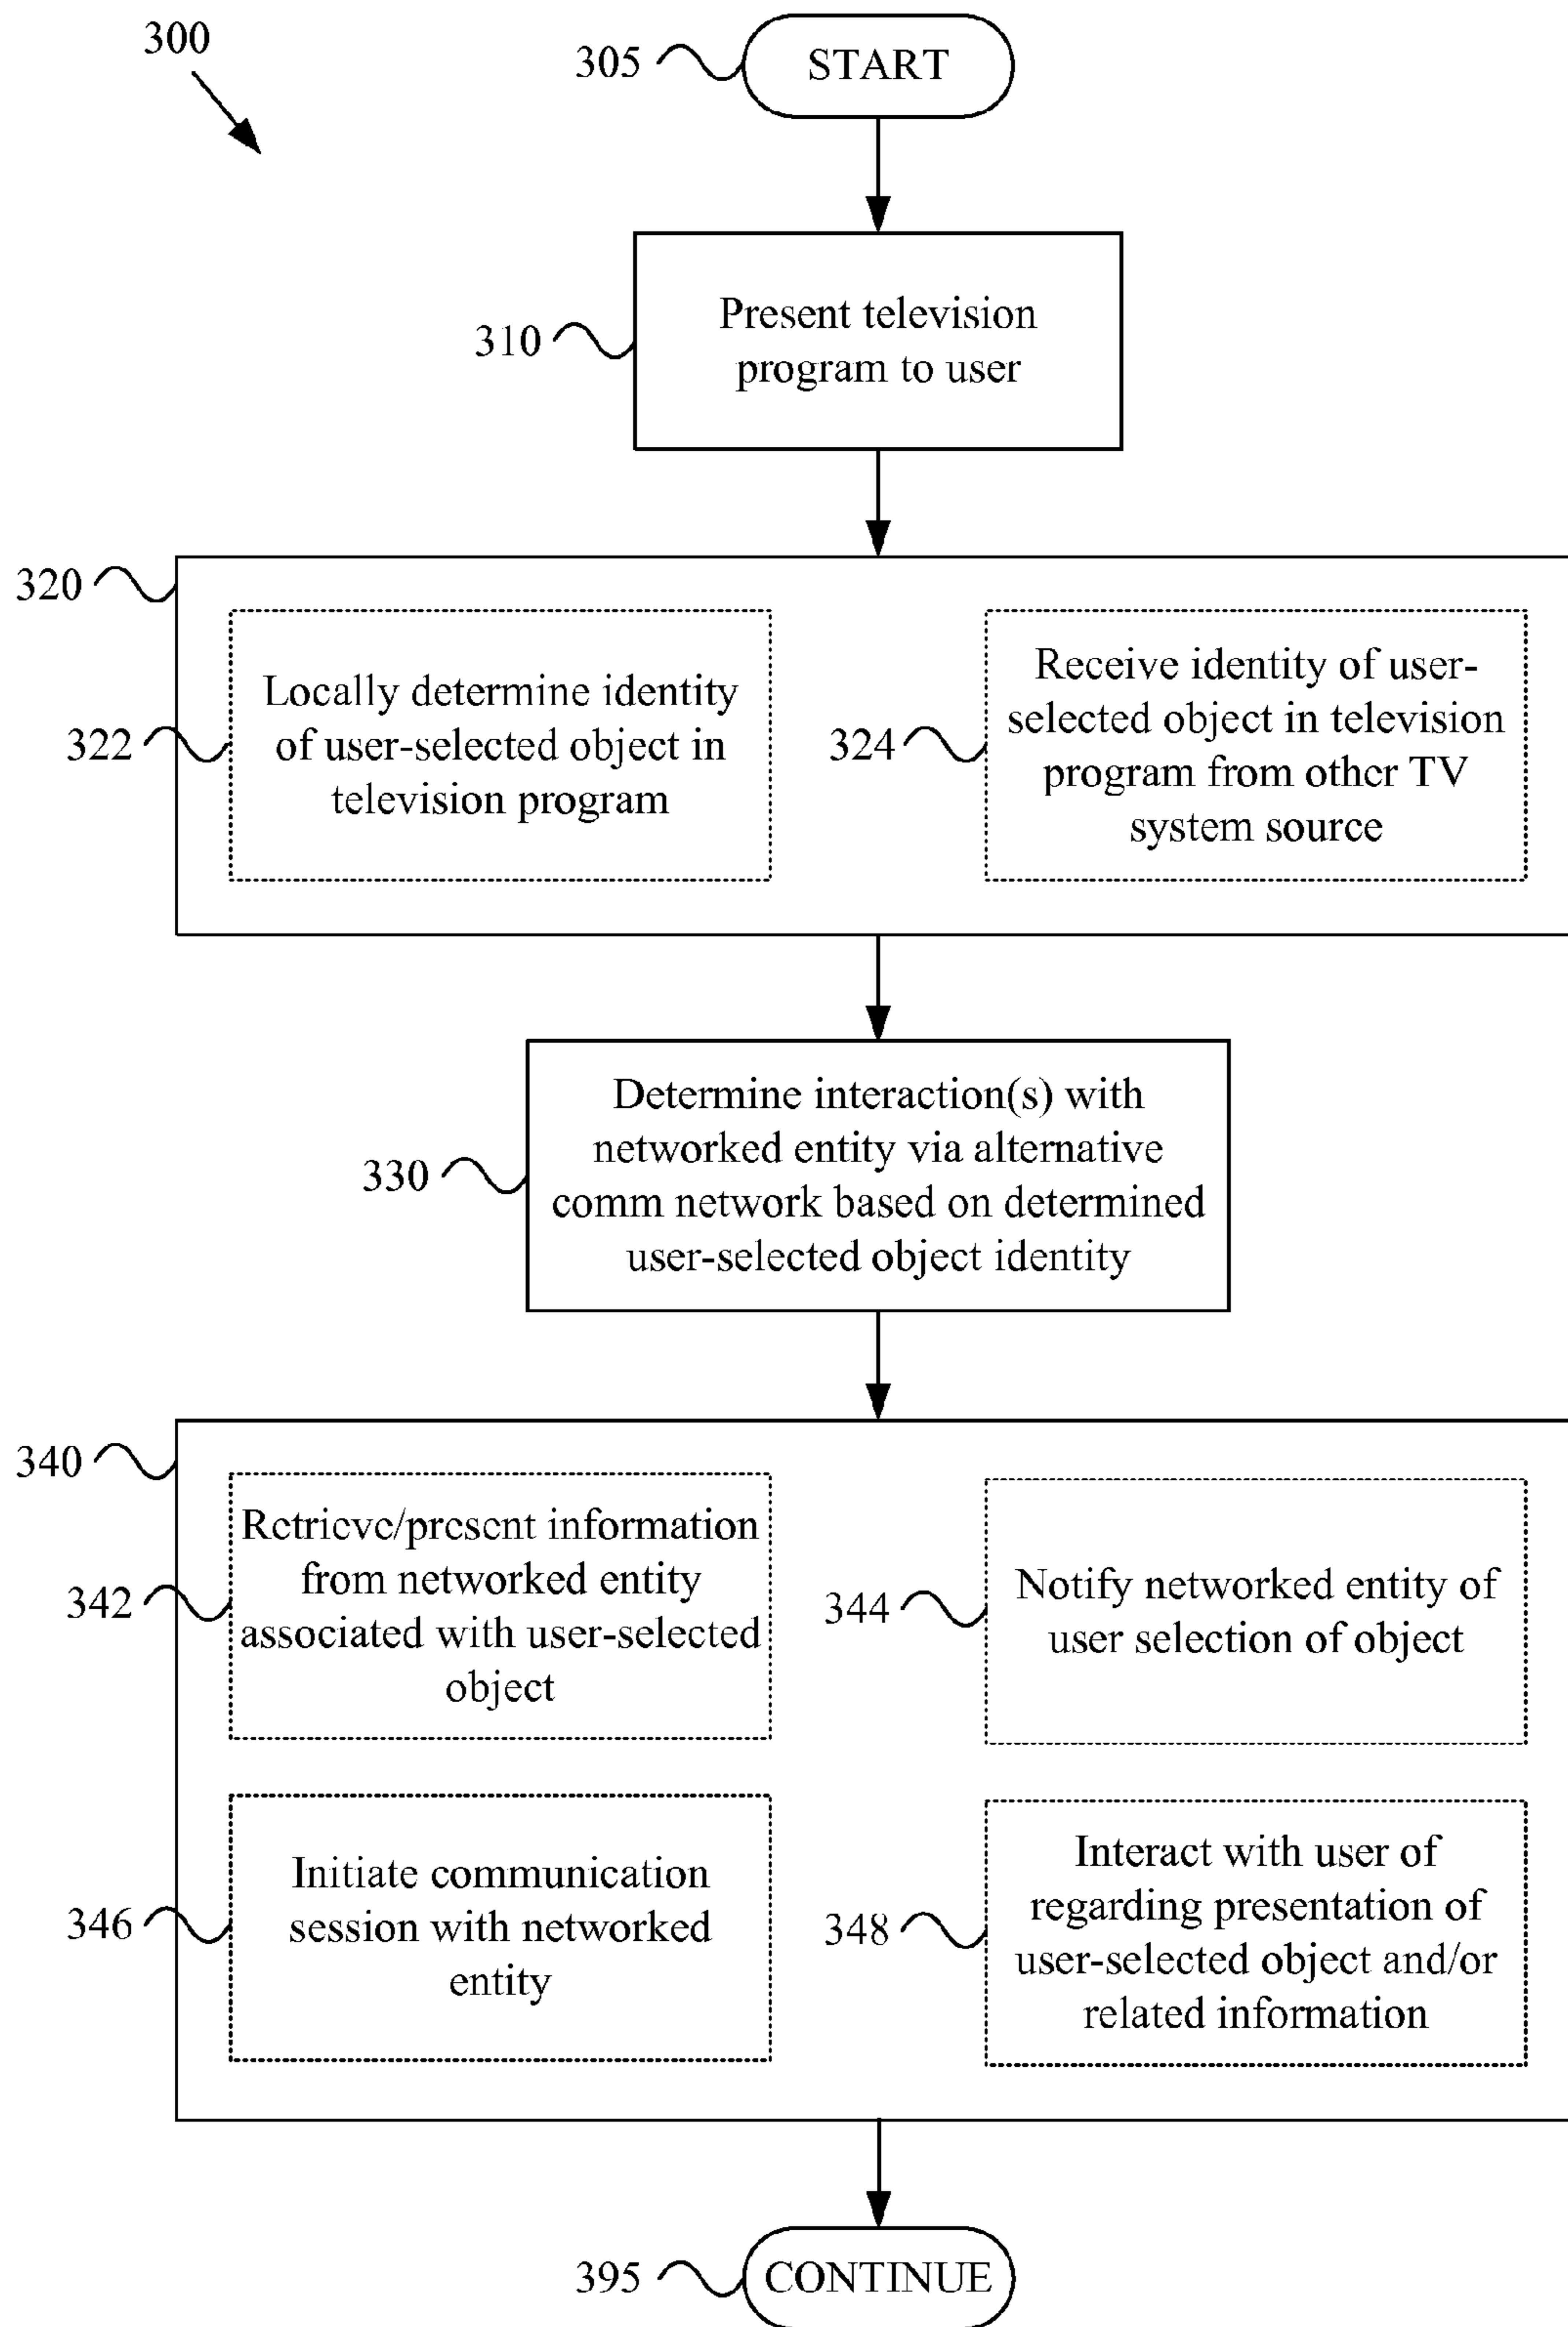 300
305
START
310
Present television
program to user
320
322
Locally determine identity
of user-selected object in
television program
324
Receive identity of user-
selected object in television
program from other TV
system source
330
Determine interaction(s) with
networked entity via alternative
comm network based on determined
user-selected object identity
340
342
Retrieve/present information
from networked entity
associated with user-selected
object
344
Notify networked entity of
user selection of object
346
Initiate communication
session with networked
entity
348
Interact with user of
regarding presentation of
user-selected object and/or
related information
395
CONTINUE